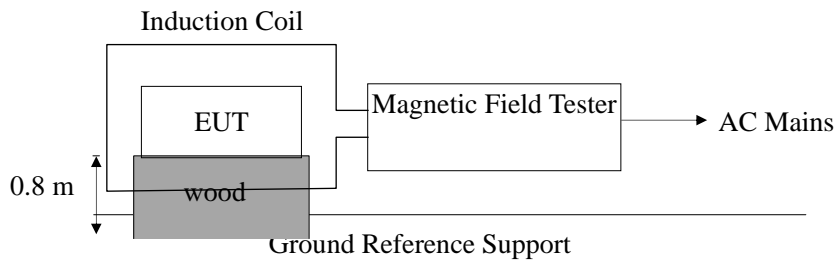 Induction Coil
Magnetic Field Tester
EUT
AC Mains
0.8 m
wood
Ground Reference Support